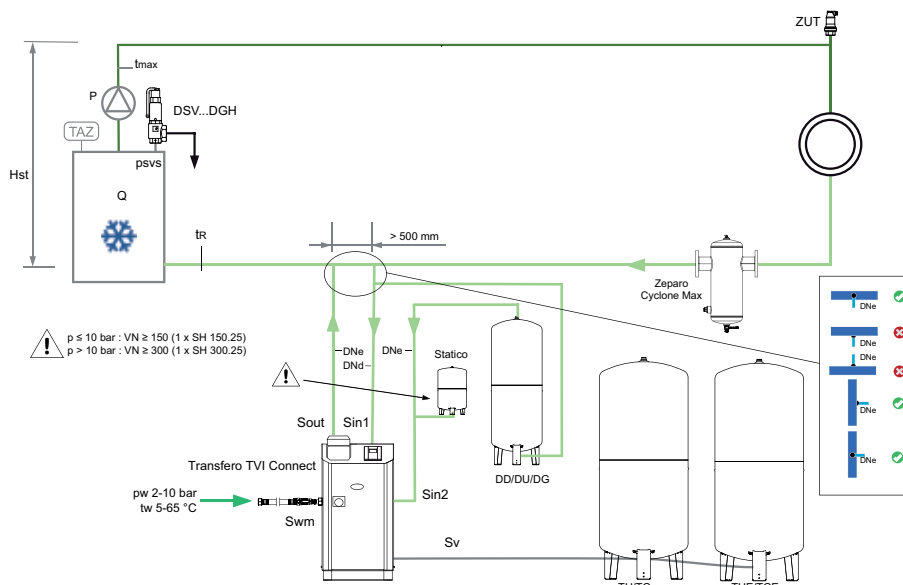 ZUT
tmax
P
DSV...DGH
TAZ
psvs
Hst
Q
tR
> 500 mm
Zeparo
Cyclone Max
DNe
DNe
DNe
DNe
DNe
p ≤ 10 bar : VN ≥ 150 (1 x SH 150.25)
p > 10 bar : VN ≥ 300 (1 x SH 300.25)
DNe
DNd
DNe
Statico
Sout
Sin1
DD/DU/DG
Transfero TVI Connect
pw 2-10 bar
tw 5-65 °C
Swm
Sin2
Sv